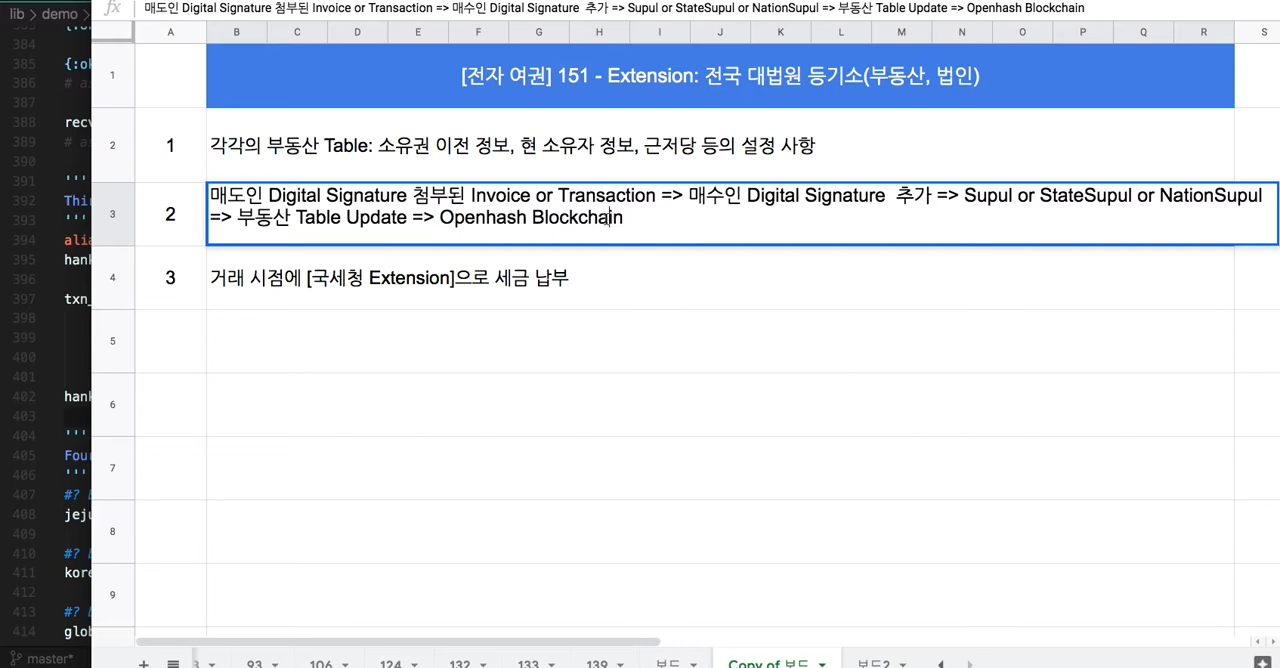 lib > demo >
fx 매도인 Digital Signature 첨부된 Invoice or Transaction => 매수인 Digital Signature  추가 => Supul or StateSupul or NationSupul => 부동산 Table Update => Openhash Blockchain
A B C D E F G H I J K L M N O P Q R S
1 [전자 여권] 151 - Extension: 전국 대법원 등기소(부동산, 법인)
2 1 각각의 부동산 Table: 소유권 이전 정보, 현 소유자 정보, 근저당 등의 설정 사항
3 2 매도인 Digital Signature 첨부된 Invoice or Transaction => 매수인 Digital Signature  추가 => Supul or StateSupul or NationSupul
=> 부동산 Table Update => Openhash Blockchain
4 3 거래 시점에 [국세청 Extension]으로 세금 납부
5
6
7
8
9
384
385 {:ok
386 # a
387
388 recv
389 # a
390
391 '''
392 Thi
393 '''
394 alia
395 hank
396
397 txn_
398
399
400
401
402 hank
403
404 '''
405 Fou
406 '''
407 #?
408 jeju
409
410 #?
411 kore
412
413 #?
414 glob
master*
+ 93 106 124 132 133 139 보드 Copy of 보드 보드2